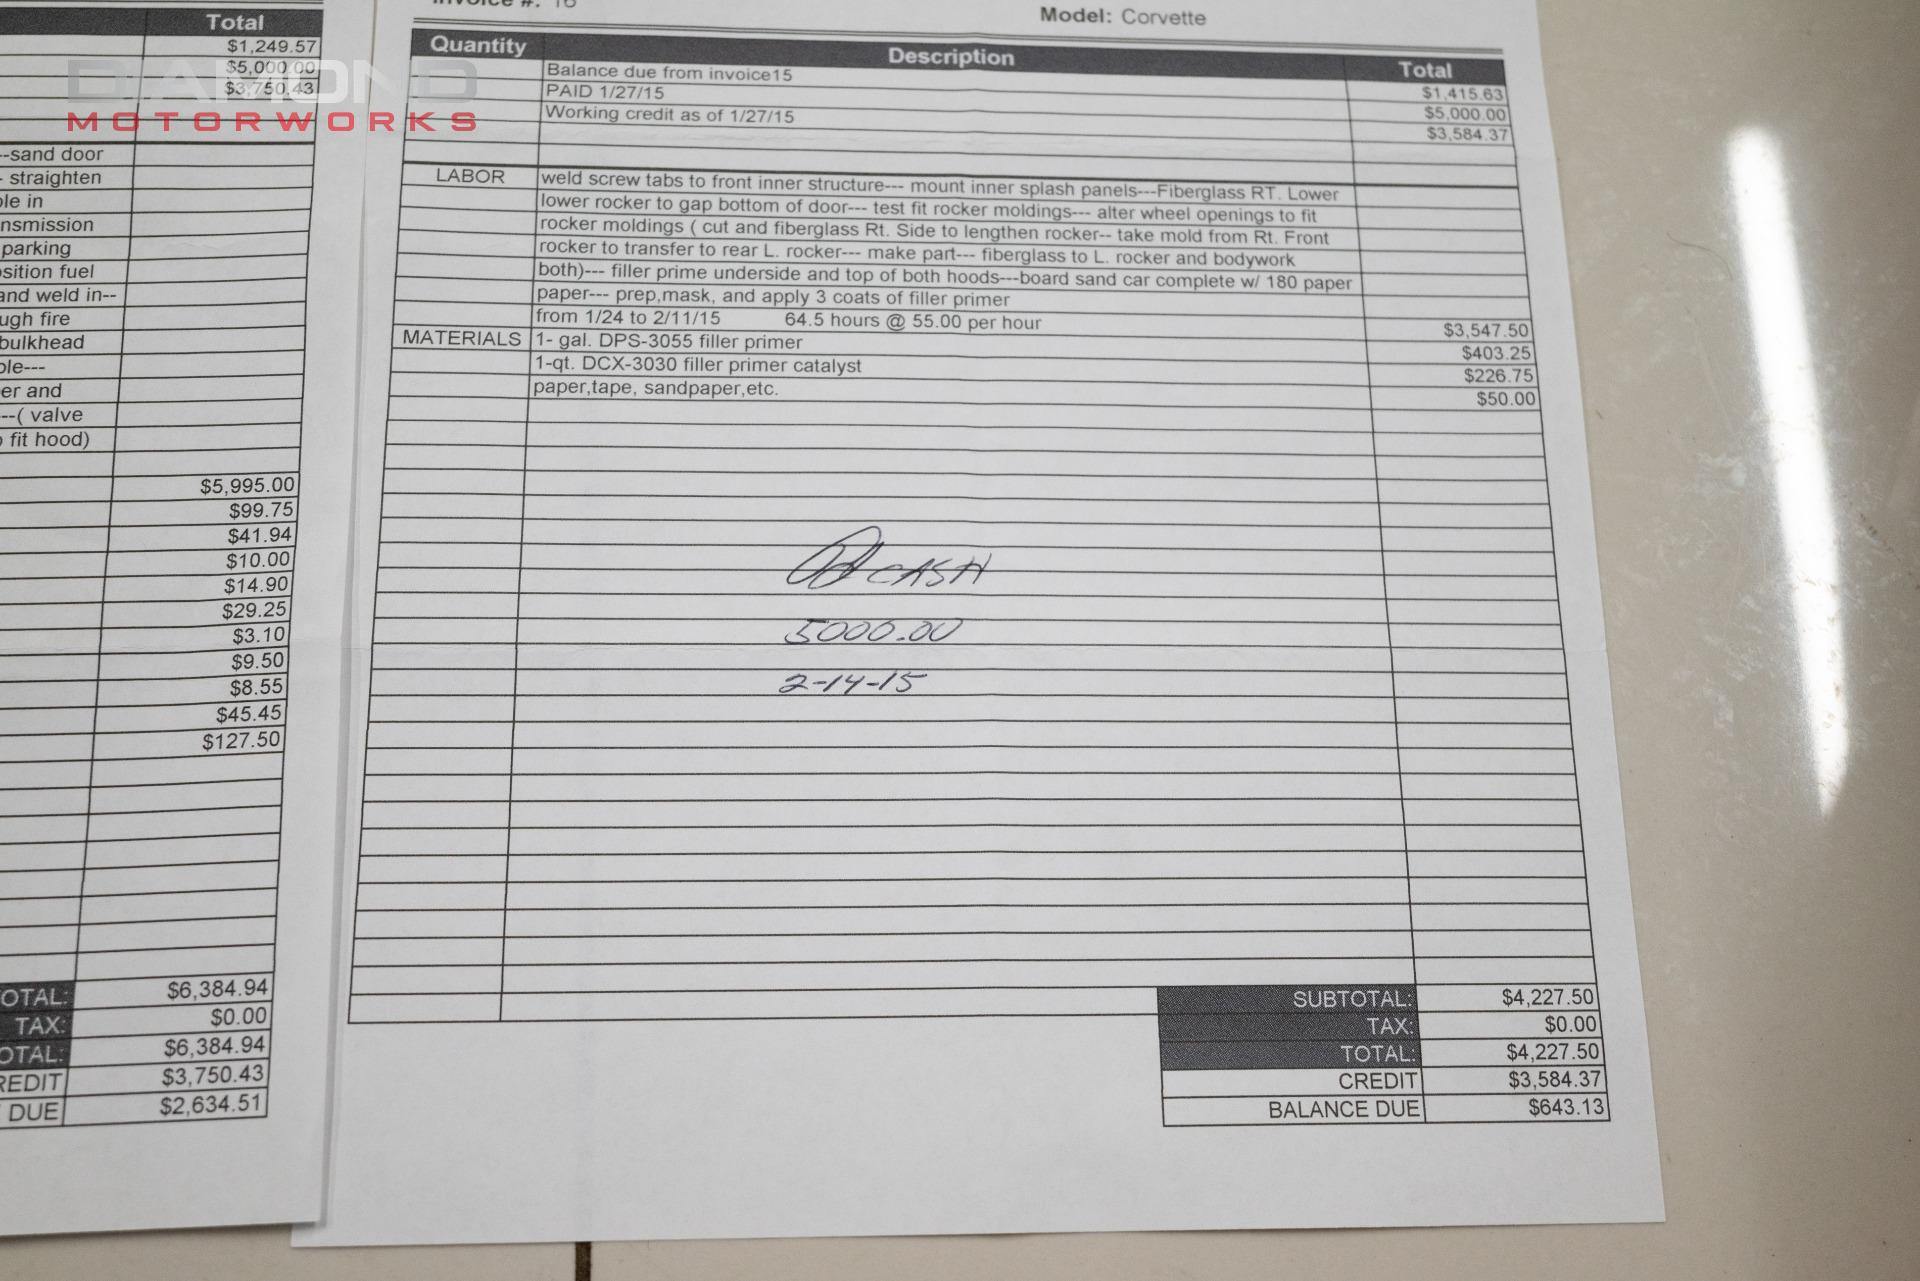 Total
$1,249.57
$5,000.00
$3,750.43
DIAMOND
MOTORWORKS
--sand door
- straighten
ole in
nsmission
parking
sition fuel
and weld in--
ugh fire
bulkhead
ole---
er and
---( valve
o fit hood)
$5,995.00
$99.75
$41.94
$10.00
$14.90
$29.25
$3.10
$9.50
$8.55
$45.45
$127.50
OTAL: $6,384.94
TAX: $0.00
OTAL: $6,384.94
REDIT $3,750.43
DUE $2,634.51
Invoice #: 16
Model: Corvette
Quantity Description Total
Balance due from invoice15 $1,415.63
PAID 1/27/15 $5,000.00
Working credit as of 1/27/15 $3,584.37
LABOR weld screw tabs to front inner structure--- mount inner splash panels---Fiberglass RT. Lower
lower rocker to gap bottom of door--- test fit rocker moldings--- alter wheel openings to fit
rocker moldings ( cut and fiberglass Rt. Side to lengthen rocker-- take mold from Rt. Front
rocker to transfer to rear L. rocker--- make part--- fiberglass to L. rocker and bodywork
both)--- filler prime underside and top of both hoods---board sand car complete w/ 180 paper
paper--- prep,mask, and apply 3 coats of filler primer
from 1/24 to 2/11/15 64.5 hours @ 55.00 per hour $3,547.50
MATERIALS 1- gal. DPS-3055 filler primer $403.25
1-qt. DCX-3030 filler primer catalyst $226.75
paper,tape, sandpaper,etc. $50.00
CASH
5000.00
2-14-15
SUBTOTAL: $4,227.50
TAX: $0.00
TOTAL: $4,227.50
CREDIT $3,584.37
BALANCE DUE $643.13